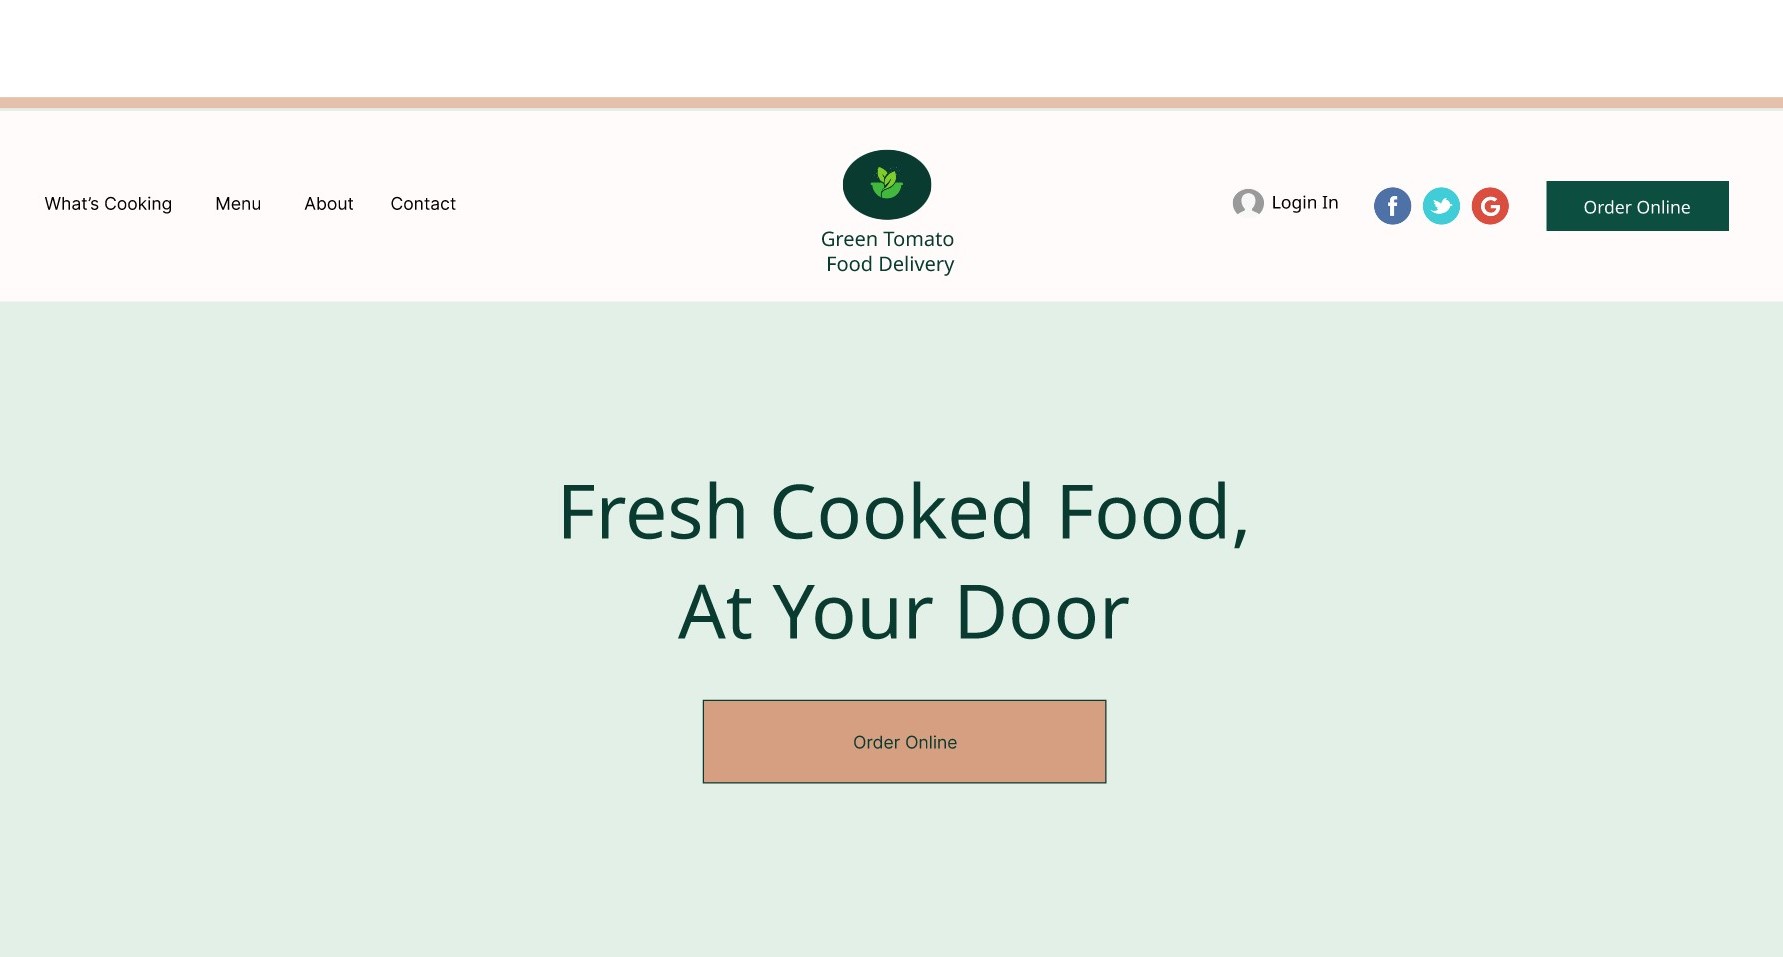 What's Cooking
Menu
About
Contact
Green Tomato
Food Delivery
Login In
f
G
Order Online
Fresh Cooked Food,
At Your Door
Order Online